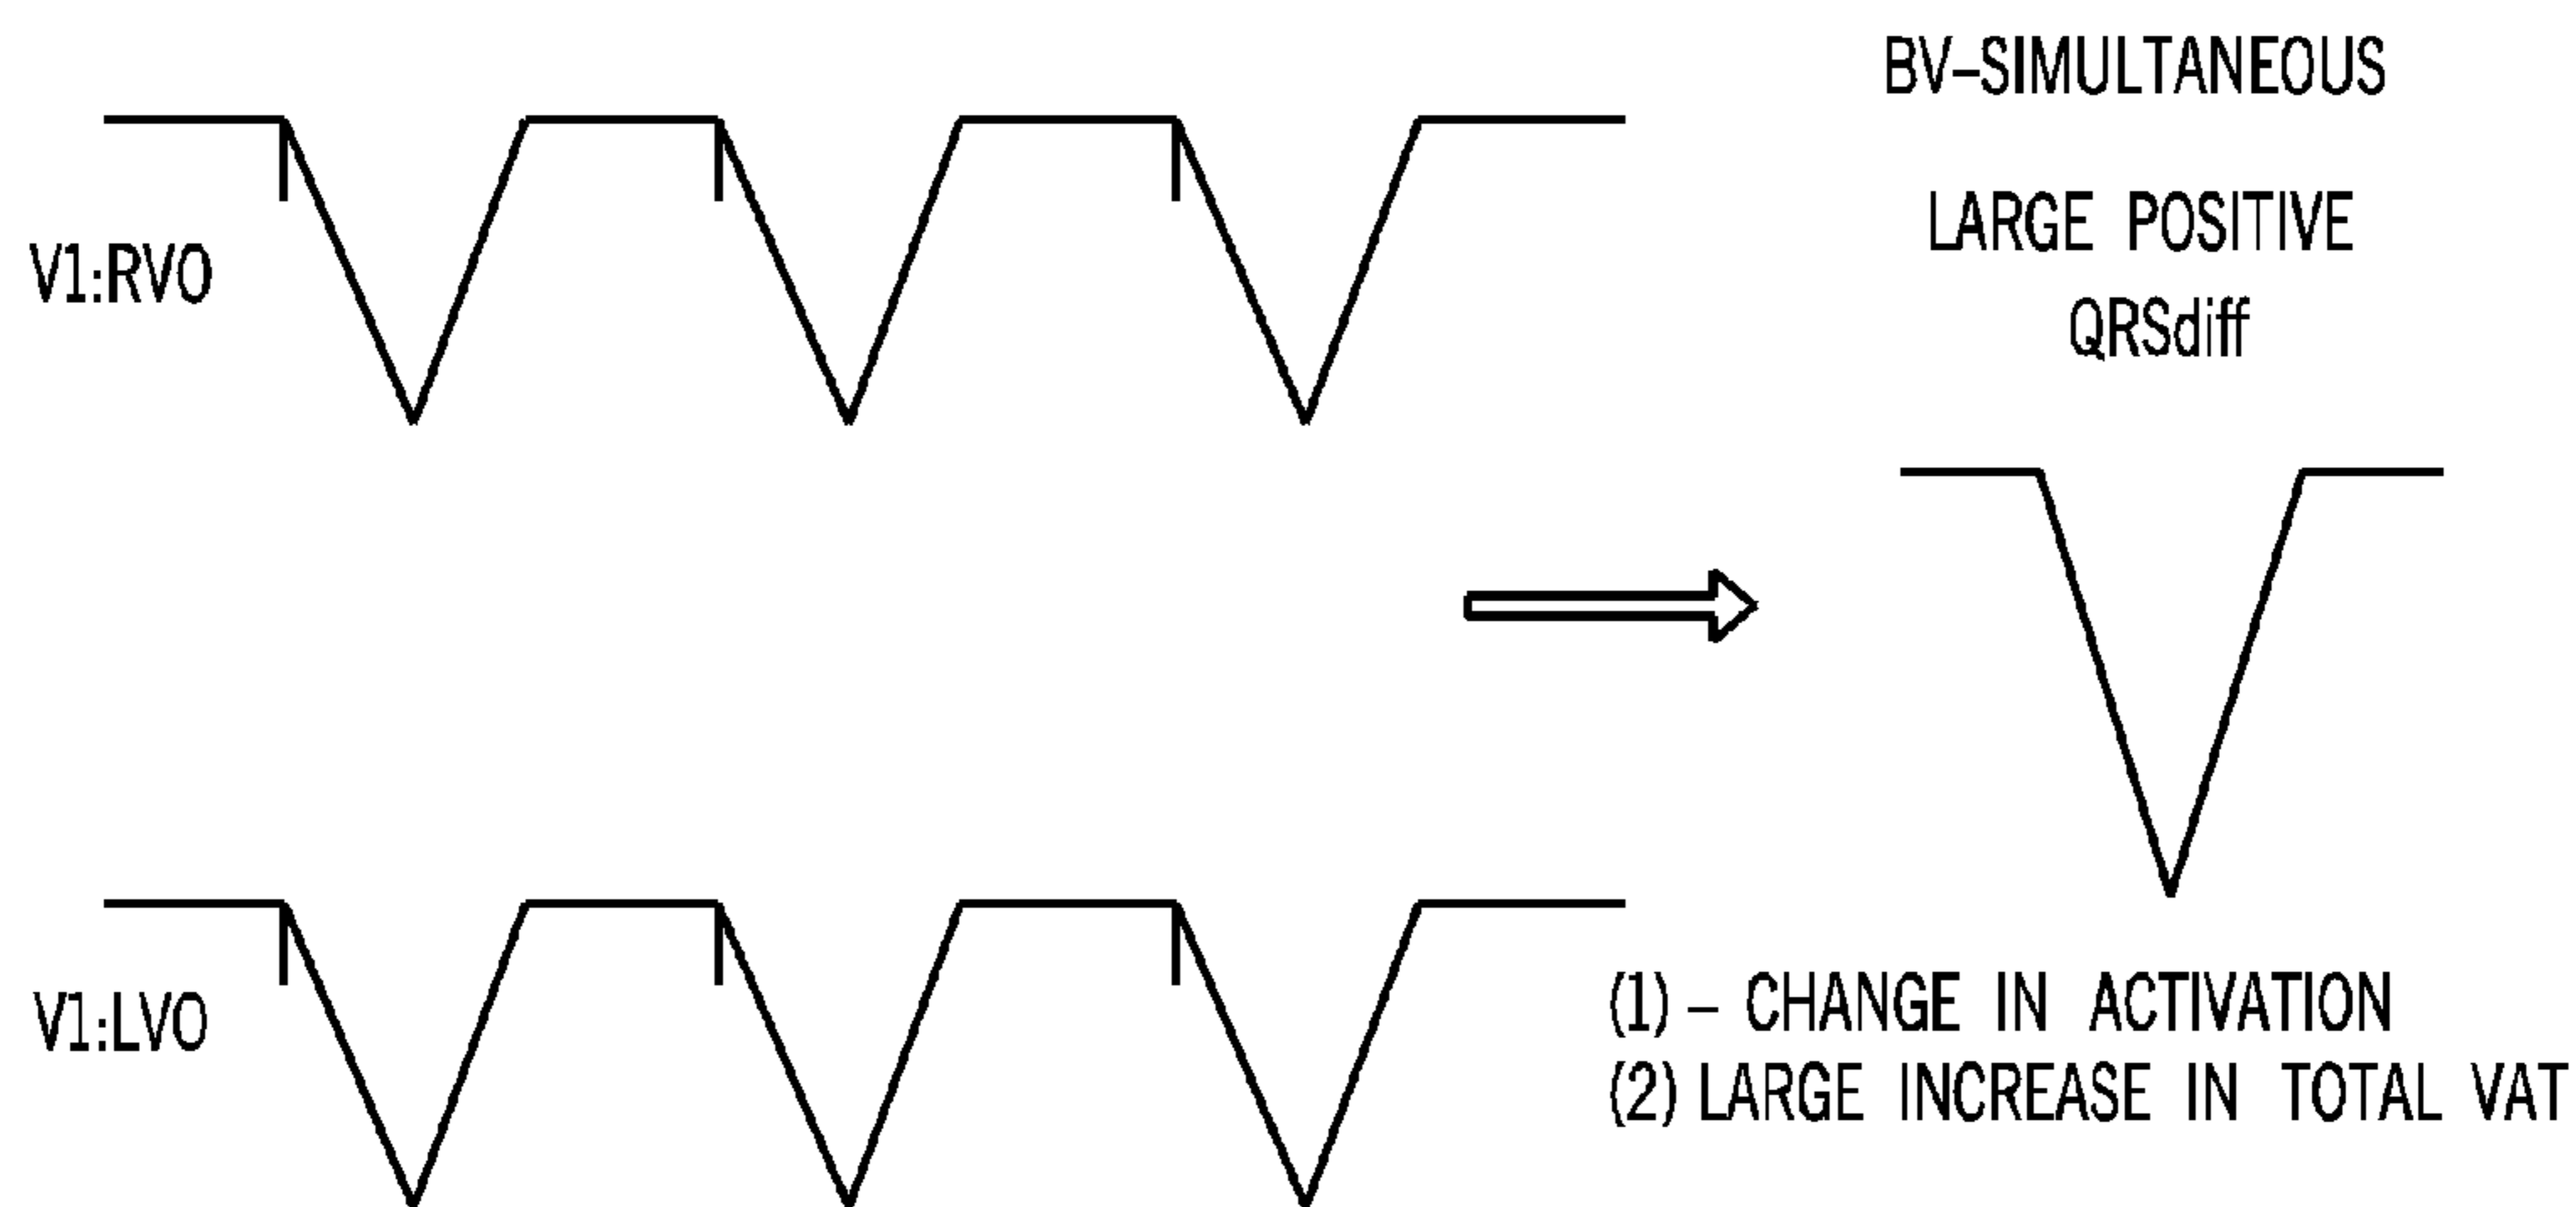 BV–SIMULTANEOUS
LARGE POSITIVE
QRSdiff
V1:RVO
V1:LVO
(1) – CHANGE IN ACTIVATION
(2) LARGE INCREASE IN TOTAL VAT